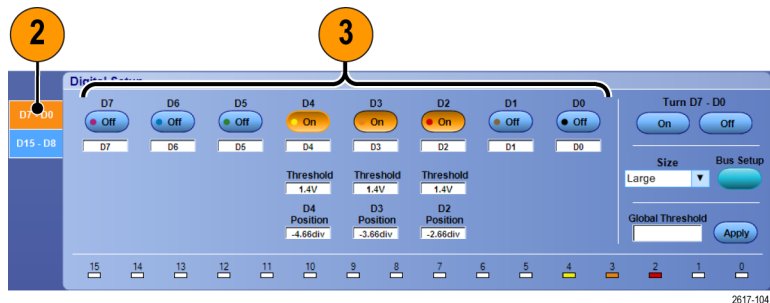 2 3
Digital Setup
D7 - D0
D15 - D8
D7 D6 D5 D4 D3 D2 D1 D0
Off Off Off On On On Off Off
D7 D6 D5 D4 D3 D2 D1 D0
Threshold Threshold Threshold
1.4V 1.4V 1.4V
D4 D3 D2
Position Position Position
-4.66div -3.66div -2.66div
Turn D7 - D0
On Off
Size Bus Setup
Large
Global Threshold
Apply
15 14 13 12 11 10 9 8 7 6 5 4 3 2 1 0
2617-104